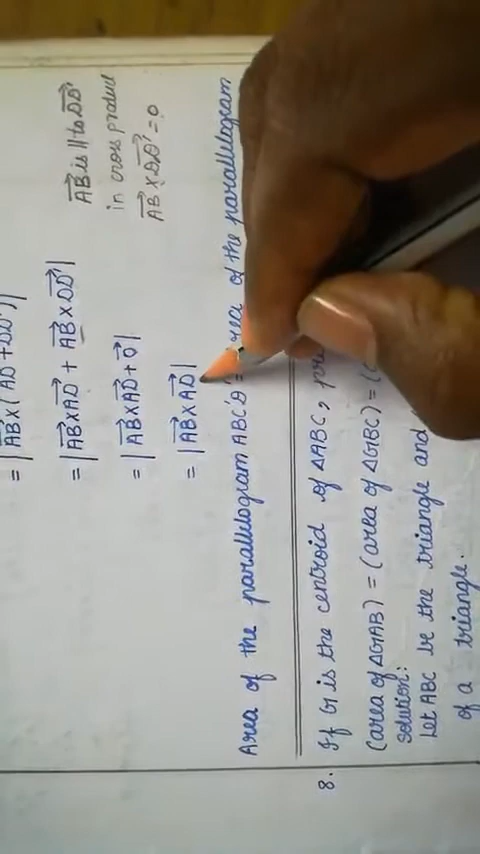 = |AB⃗ × (AD⃗ + DD'⃗)|
= |AB⃗ × AD⃗ + AB⃗ × DD'⃗|
AB⃗ is || to DD'⃗
in cross product
AB⃗ × DD'⃗ = 0
= |AB⃗ × AD⃗ + 0⃗|
= |AB⃗ × AD⃗|
Area of the parallelogram ABC'D' = of the parallelogram
8. If G is the centroid of ΔABC,
(area of ΔGAB) = (area of ΔGBC) =
solution:
Let ABC be the triangle and
of a triangle.